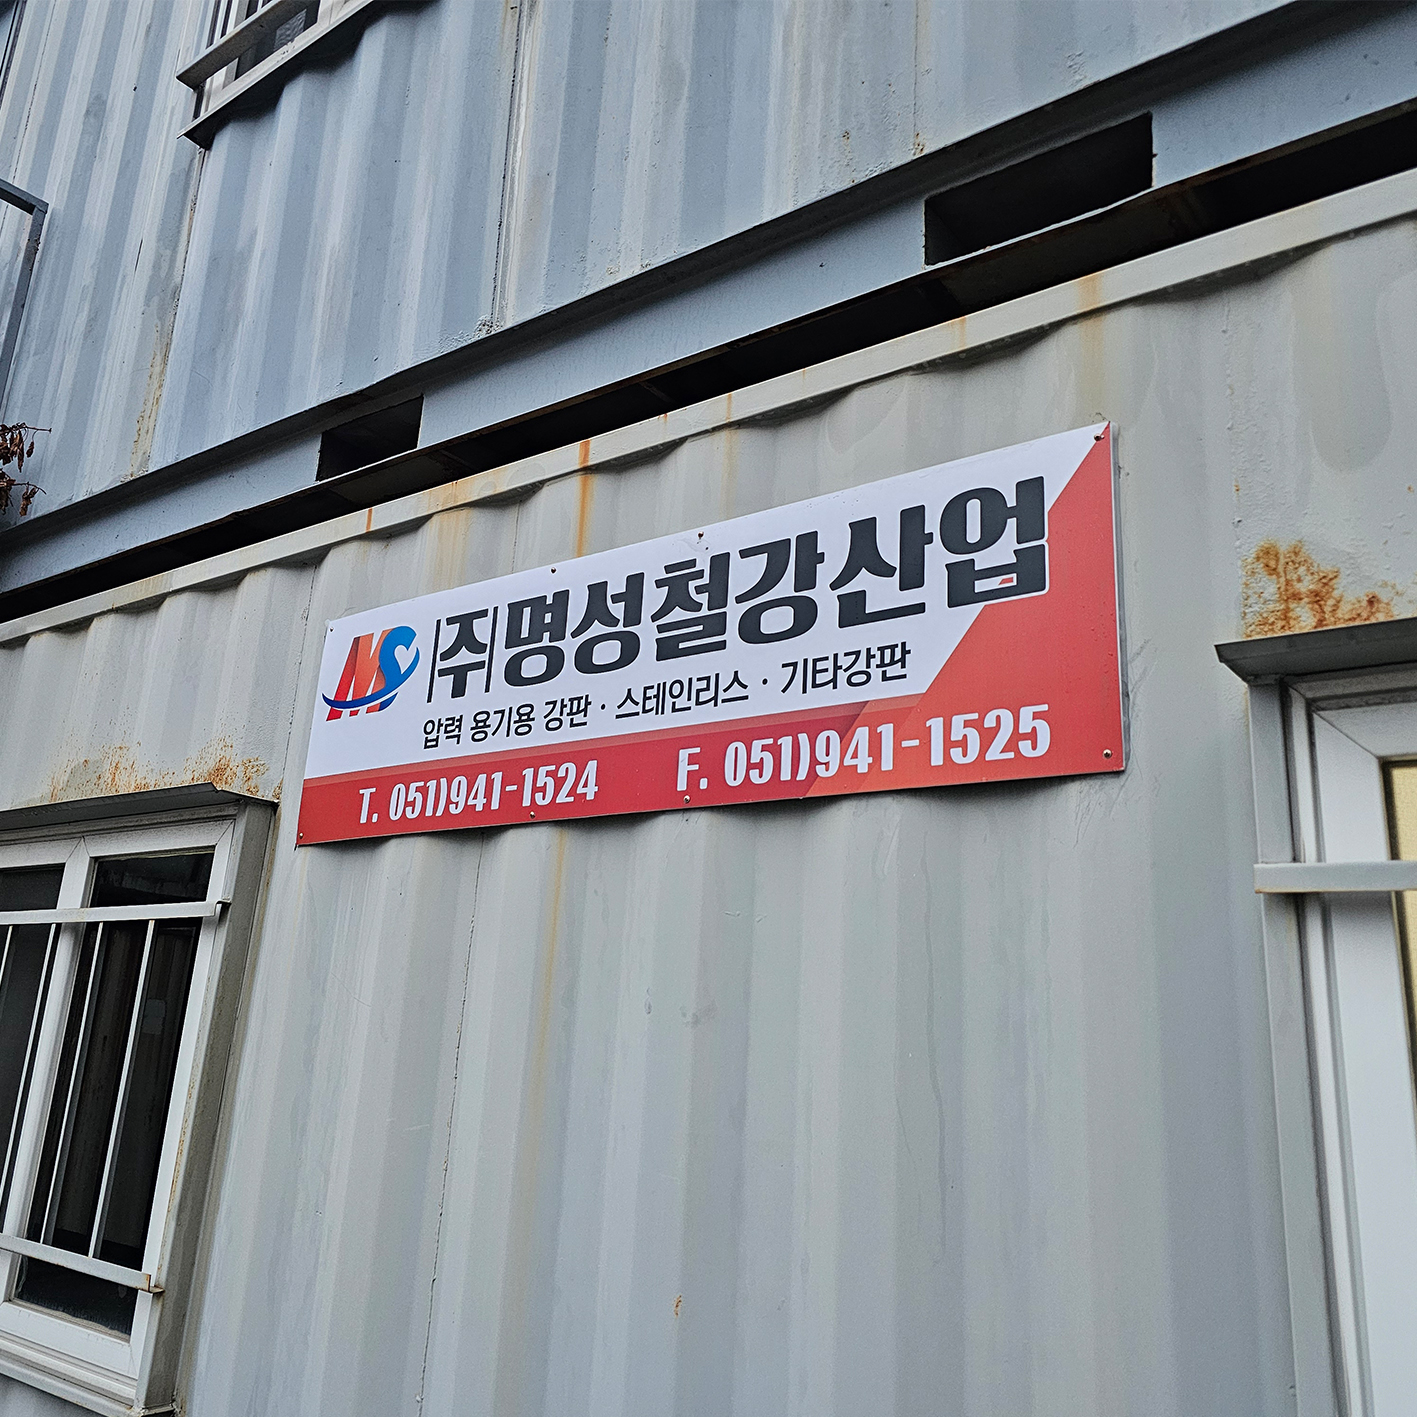 MS |주|명성철강산업
압력 용기용 강판 · 스테인리스 · 기타강판
T. 051)941-1524 F. 051)941-1525